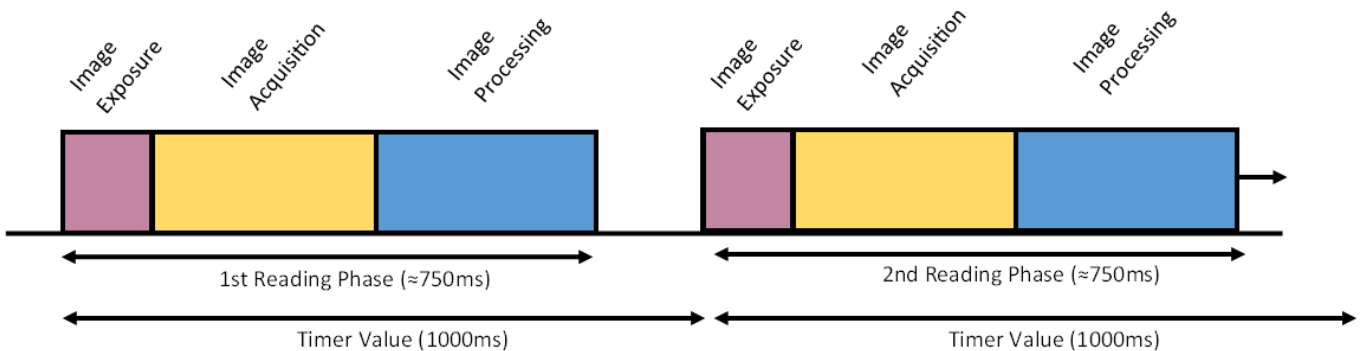 Image
Exposure
Image
Acquisition
Image
Processing
Image
Exposure
Image
Acquisition
Image
Processing
1st Reading Phase (≈750ms)
2nd Reading Phase (≈750ms)
Timer Value (1000ms)
Timer Value (1000ms)